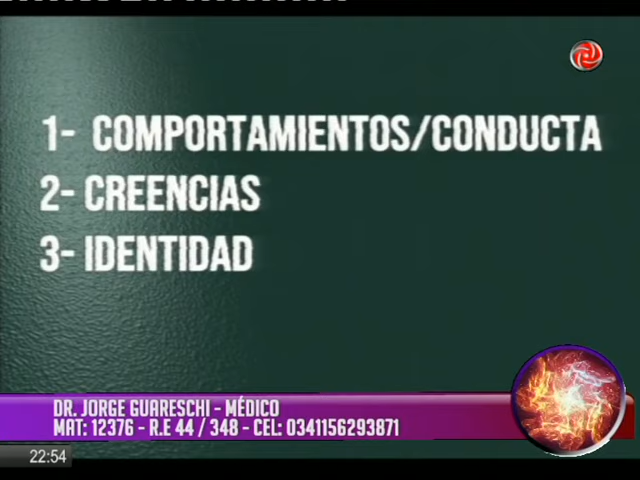 1- COMPORTAMIENTOS/CONDUCTA
2- CREENCIAS
3- IDENTIDAD
DR. JORGE GUARESCHI - MÉDICO
MAT: 12376 - R.E 44 / 348 - CEL: 0341156293871
22:54